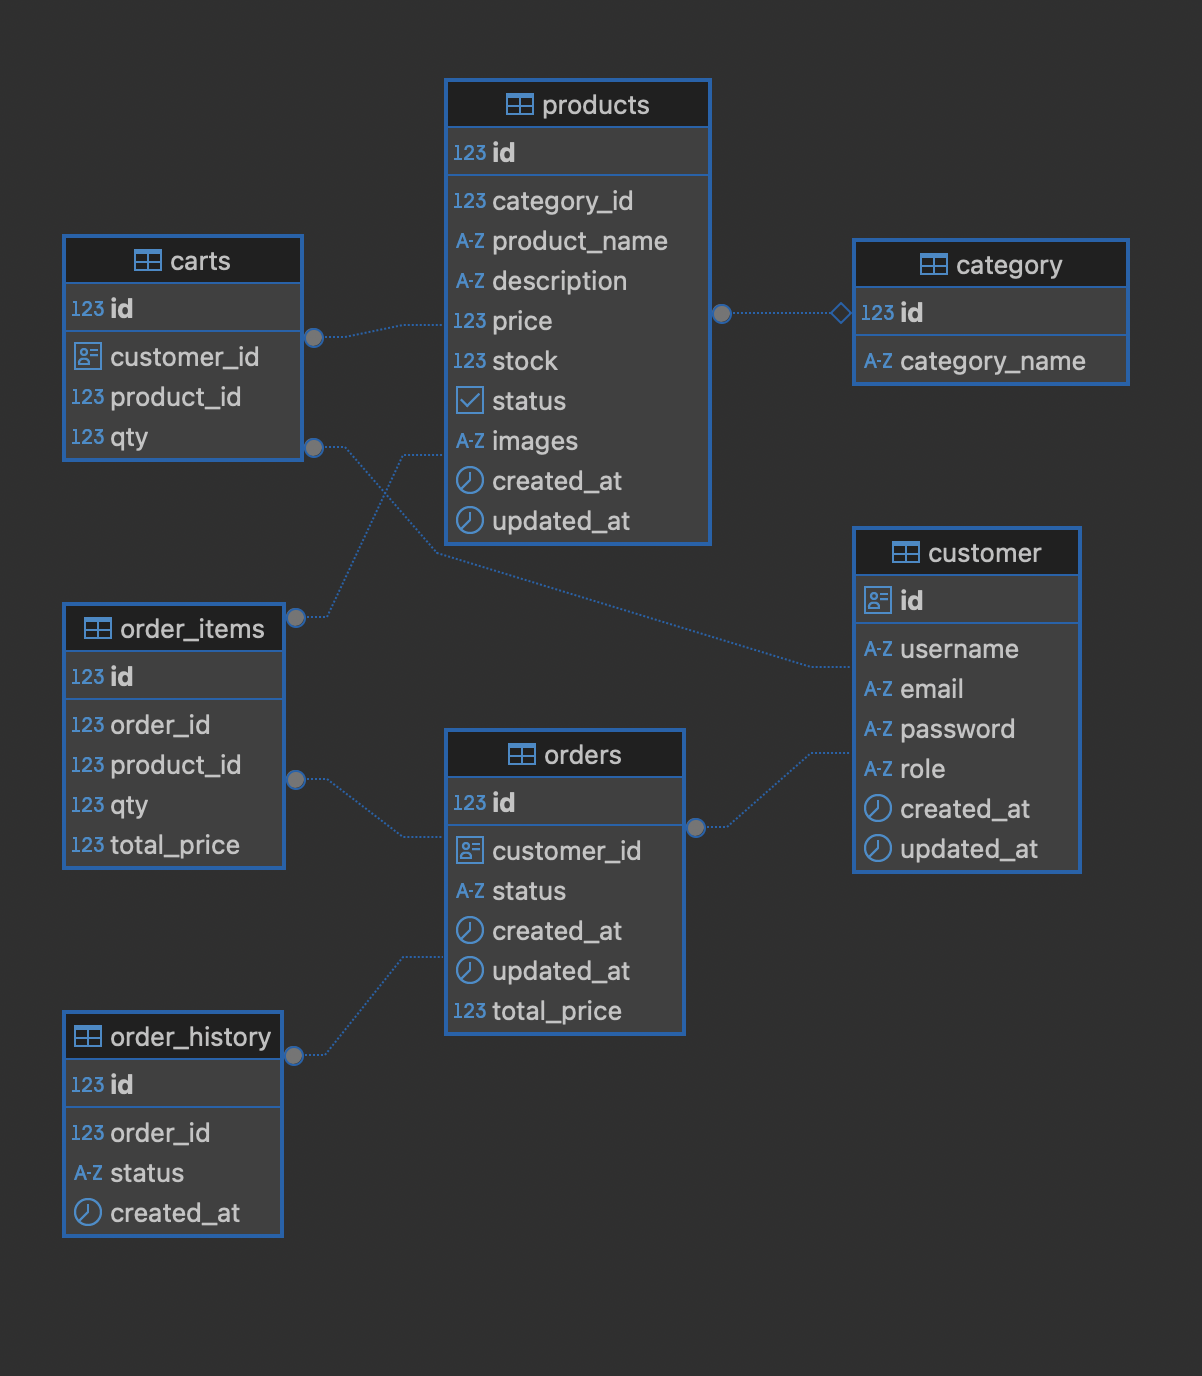 products
123 id
123 category_id
A-Z product_name
A-Z description
123 price
123 stock
status
A-Z images
created_at
updated_at
carts
123 id
customer_id
123 product_id
123 qty
category
123 id
A-Z category_name
customer
id
A-Z username
A-Z email
A-Z password
A-Z role
created_at
updated_at
order_items
123 id
123 order_id
123 product_id
123 qty
123 total_price
orders
123 id
customer_id
A-Z status
created_at
updated_at
123 total_price
order_history
123 id
123 order_id
A-Z status
created_at